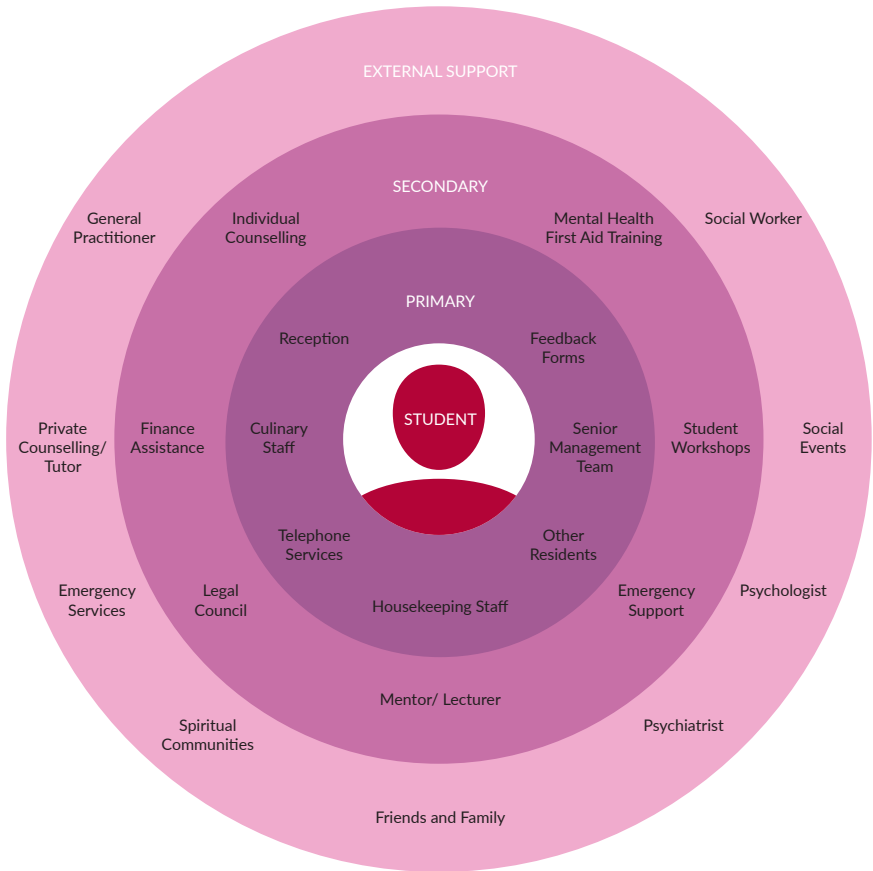 EXTERNAL SUPPORT
SECONDARY
General
Practitioner
Individual
Counselling
Mental Health
First Aid Training
Social Worker
PRIMARY
Reception
Feedback
Forms
STUDENT
Private
Counselling/
Tutor
Finance
Assistance
Culinary
Staff
Senior
Management
Team
Student
Workshops
Social
Events
Telephone
Services
Other
Residents
Emergency
Services
Legal
Council
Housekeeping Staff
Emergency
Support
Psychologist
Mentor/ Lecturer
Spiritual
Communities
Psychiatrist
Friends and Family